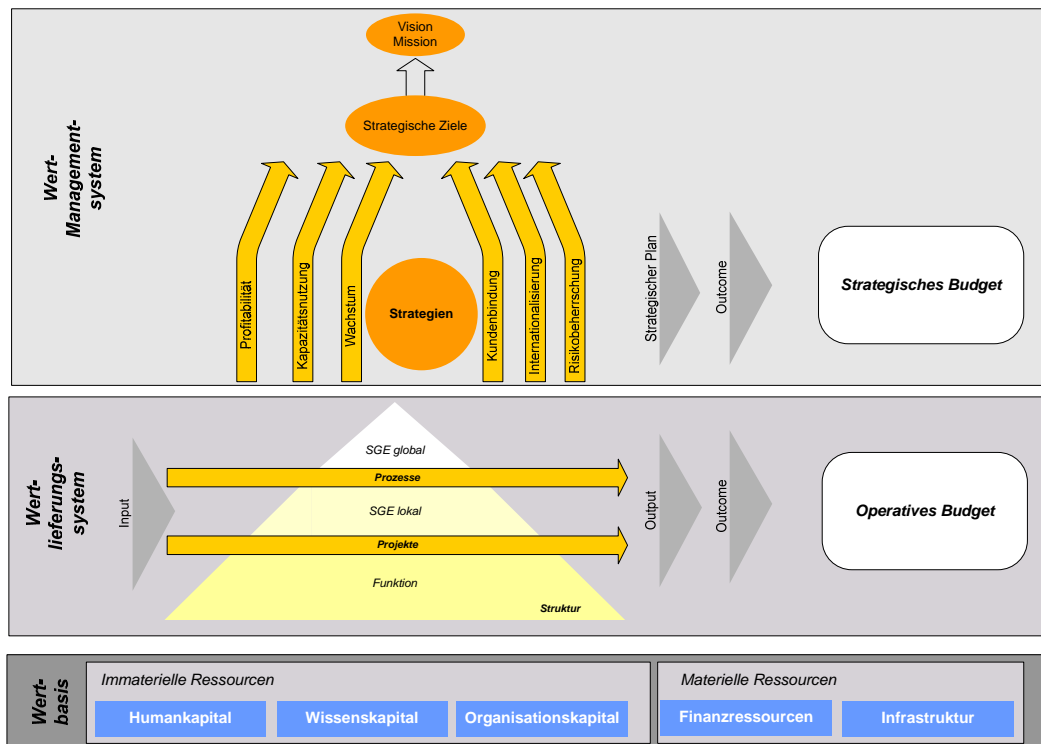 Wert-
Management-
system
Vision
Mission
Strategische Ziele
Profitabilität
Kapazitätsnutzung
Wachstum
Strategien
Kundenbindung
Internationalisierung
Risikobeherrschung
Strategischer Plan
Outcome
Strategisches Budget
Wert-
lieferungs-
system
Input
SGE global
Prozesse
SGE lokal
Projekte
Funktion
Struktur
Output
Outcome
Operatives Budget
Wert-
basis
Immaterielle Ressourcen
Humankapital
Wissenskapital
Organisationskapital
Materielle Ressourcen
Finanzressourcen
Infrastruktur